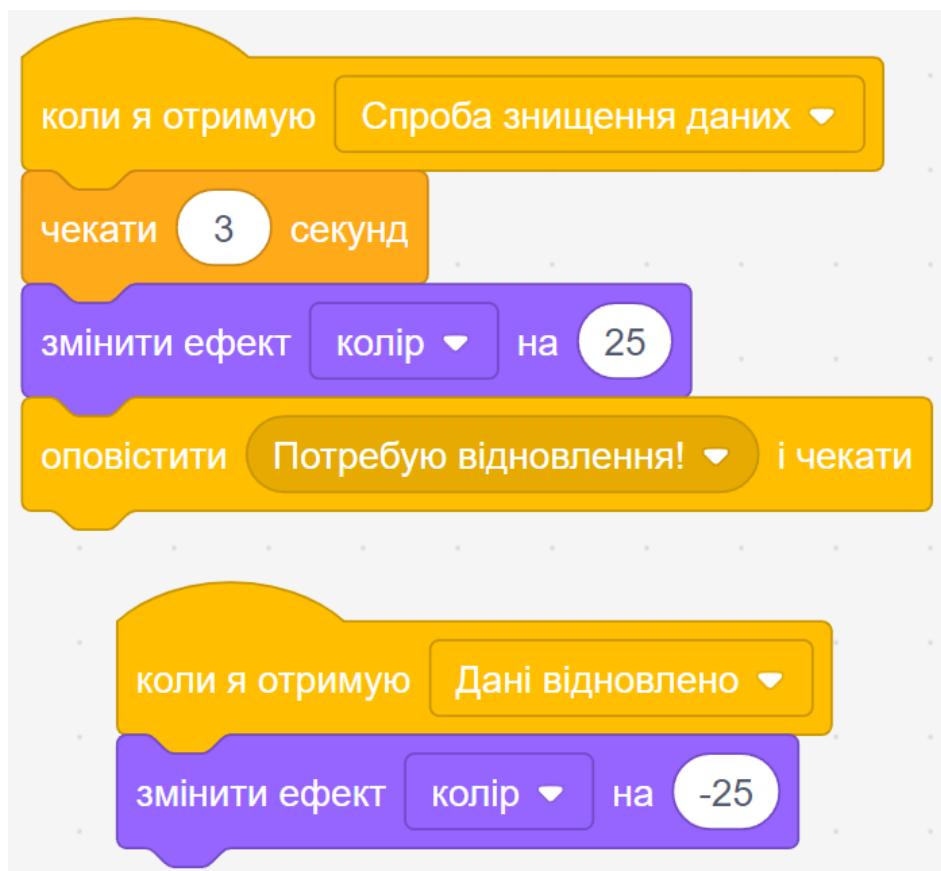 коли я отримую Спроба знищення даних
чекати 3 секунд
змінити ефект колір на 25
оповістити Потребую відновлення! і чекати
коли я отримую Дані відновлено
змінити ефект колір на -25